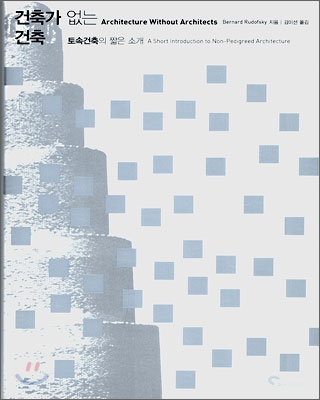 건축가 없는 Architecture Without Architects Bernard Rudofsky 지음 | 김미선 옮김
건축 토속건축의 짧은 소개 A Short Introduction to Non-Pedigreed Architecture